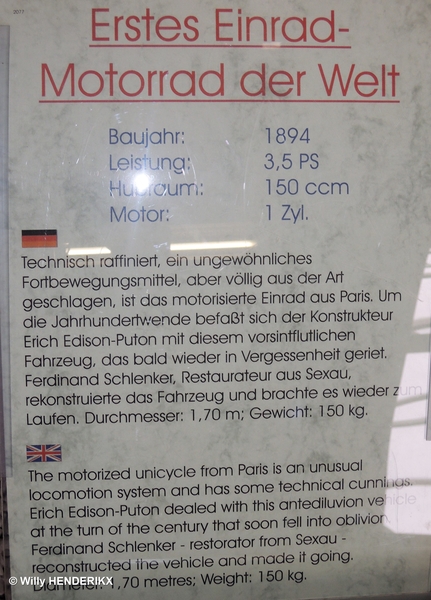 Erstes Einrad-
Motorrad der Welt
Baujahr: 1894
Leistung: 3,5 PS
Hubraum: 150 ccm
Motor: 1 Zyl.
Technisch raffiniert, ein ungewöhnliches
Fortbewegungsmittel, aber völlig aus der Art
geschlagen, ist das motorisierte Einrad aus Paris. Um
die Jahrhundertwende befaßt sich der Konstrukteur
Erich Edison-Puton mit diesem vorsintflutlichen
Fahrzeug, das bald wieder in Vergessenheit geriet.
Ferdinand Schlenker, Restaurateur aus Sexau,
rekonstruierte das Fahrzeug und brachte es wieder zum
Laufen. Durchmesser: 1,70 m; Gewicht: 150 kg.
The motorized unicycle from Paris is an unusual
locomotion system and has some technical cunnings.
Erich Edison-Puton dealed with this antediluvion vehicle
at the turn of the century that soon fell into oblivion.
Ferdinand Schlenker - restorator from Sexau -
reconstructed the vehicle and made it going.
Diameter: 1,70 metres; Weight: 150 kg.
© Willy HENDERIKX